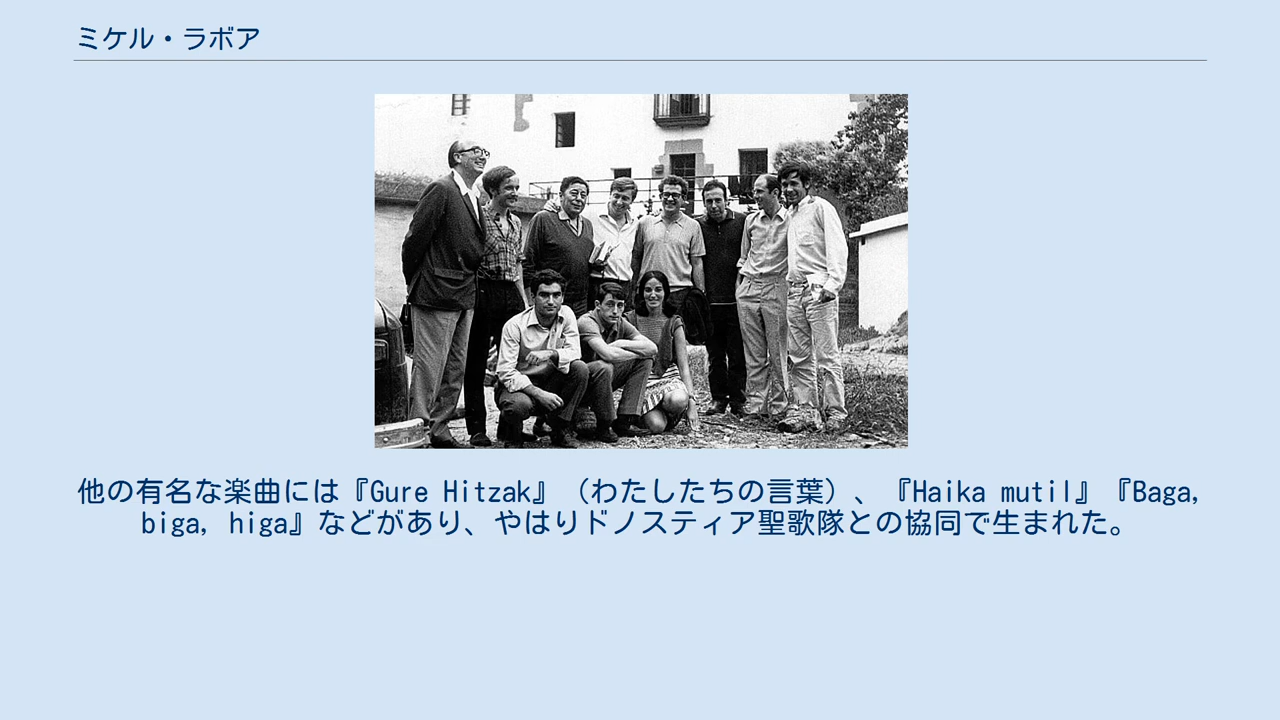 ミケル・ラボア
他の有名な楽曲には『Gure Hitzak』（わたしたちの言葉）、『Haika mutil』『Baga,
biga, higa』などがあり、やはりドノスティア聖歌隊との協同で生まれた。